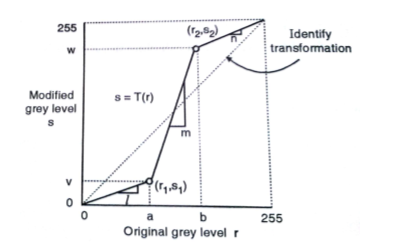 255
(r₂,s₂)
n
Identify
transformation
w
Modified
grey level
s
s = T(r)
m
v
(r₁,s₁)
0
l
0
a
b
255
Original grey level r